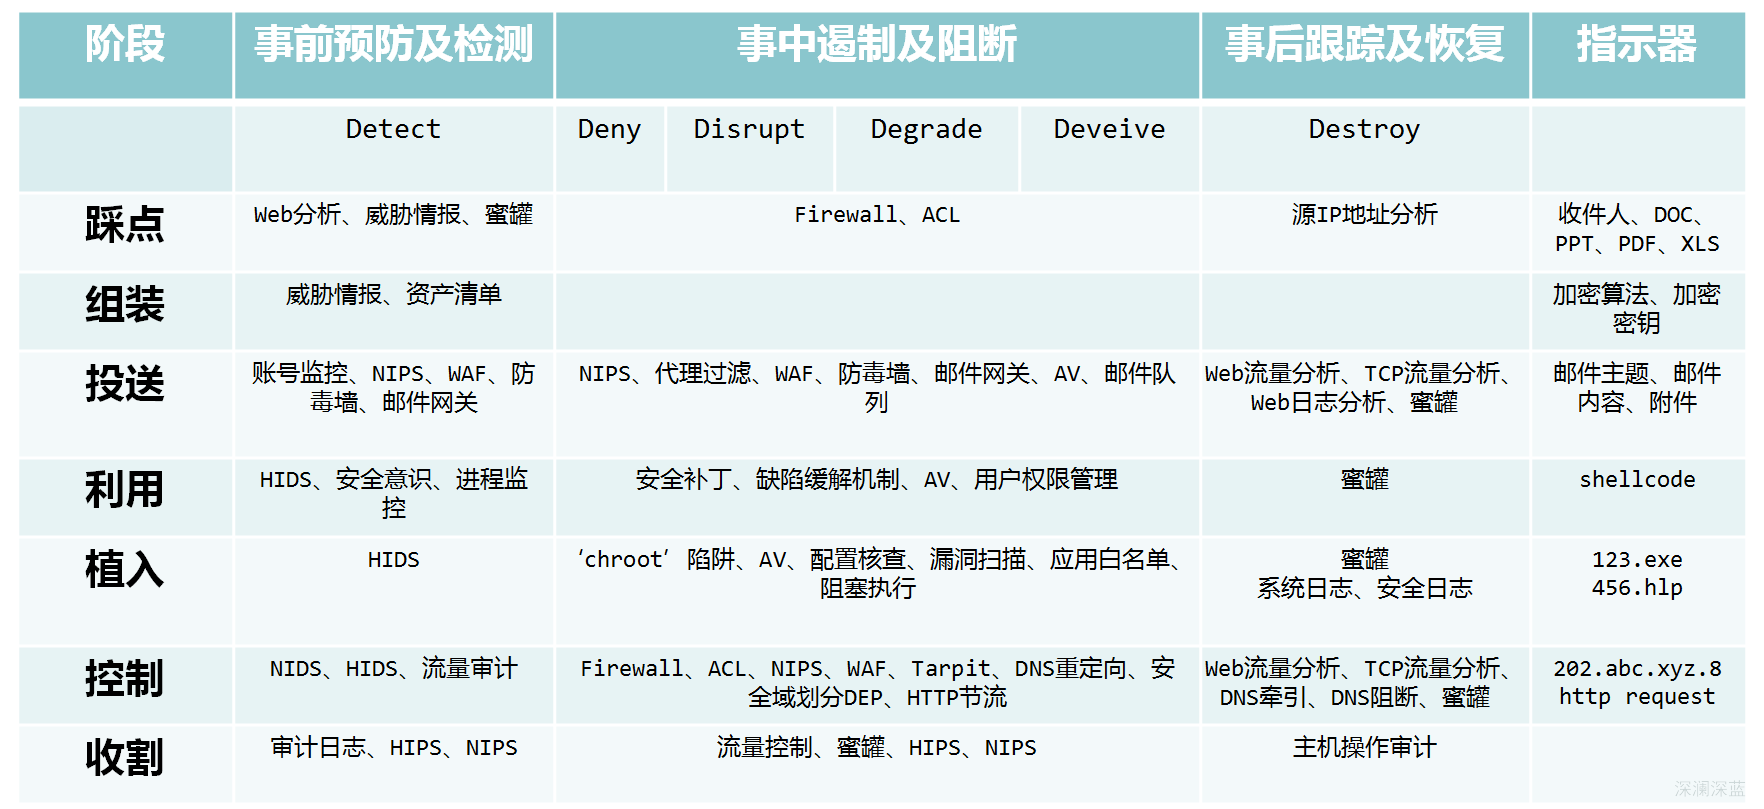 阶段 事前预防及检测 事中遏制及阻断 事后跟踪及恢复 指示器
Detect Deny Disrupt Degrade Deveive Destroy
踩点 Web分析、威胁情报、蜜罐 Firewall、ACL 源IP地址分析 收件人、DOC、
PPT、PDF、XLS
组装 威胁情报、资产清单 加密算法、加密
密钥
投送 账号监控、NIPS、WAF、防
毒墙、邮件网关 NIPS、代理过滤、WAF、防毒墙、邮件网关、AV、邮件队
列 Web流量分析、TCP流量分析、
Web日志分析、蜜罐 邮件主题、邮件
内容、附件
利用 HIDS、安全意识、进程监
控 安全补丁、缺陷缓解机制、AV、用户权限管理 蜜罐 shellcode
植入 HIDS ‘chroot’陷阱、AV、配置核查、漏洞扫描、应用白名单、
阻塞执行 蜜罐
系统日志、安全日志 123.exe
456.hlp
控制 NIDS、HIDS、流量审计 Firewall、ACL、NIPS、WAF、Tarpit、DNS重定向、安
全域划分DEP、HTTP节流 Web流量分析、TCP流量分析、
DNS牵引、DNS阻断、蜜罐 202.abc.xyz.8
http request
收割 审计日志、HIPS、NIPS 流量控制、蜜罐、HIPS、NIPS 主机操作审计
深澜深蓝